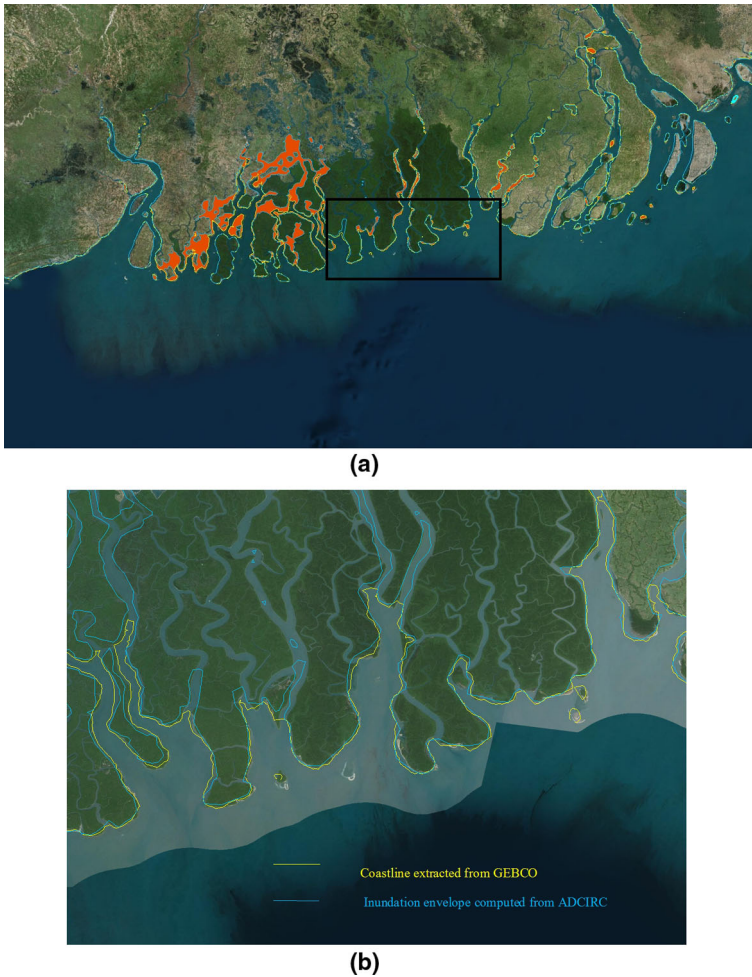 (a)
Coastline extracted from GEBCO
Inundation envelope computed from ADCIRC
(b)